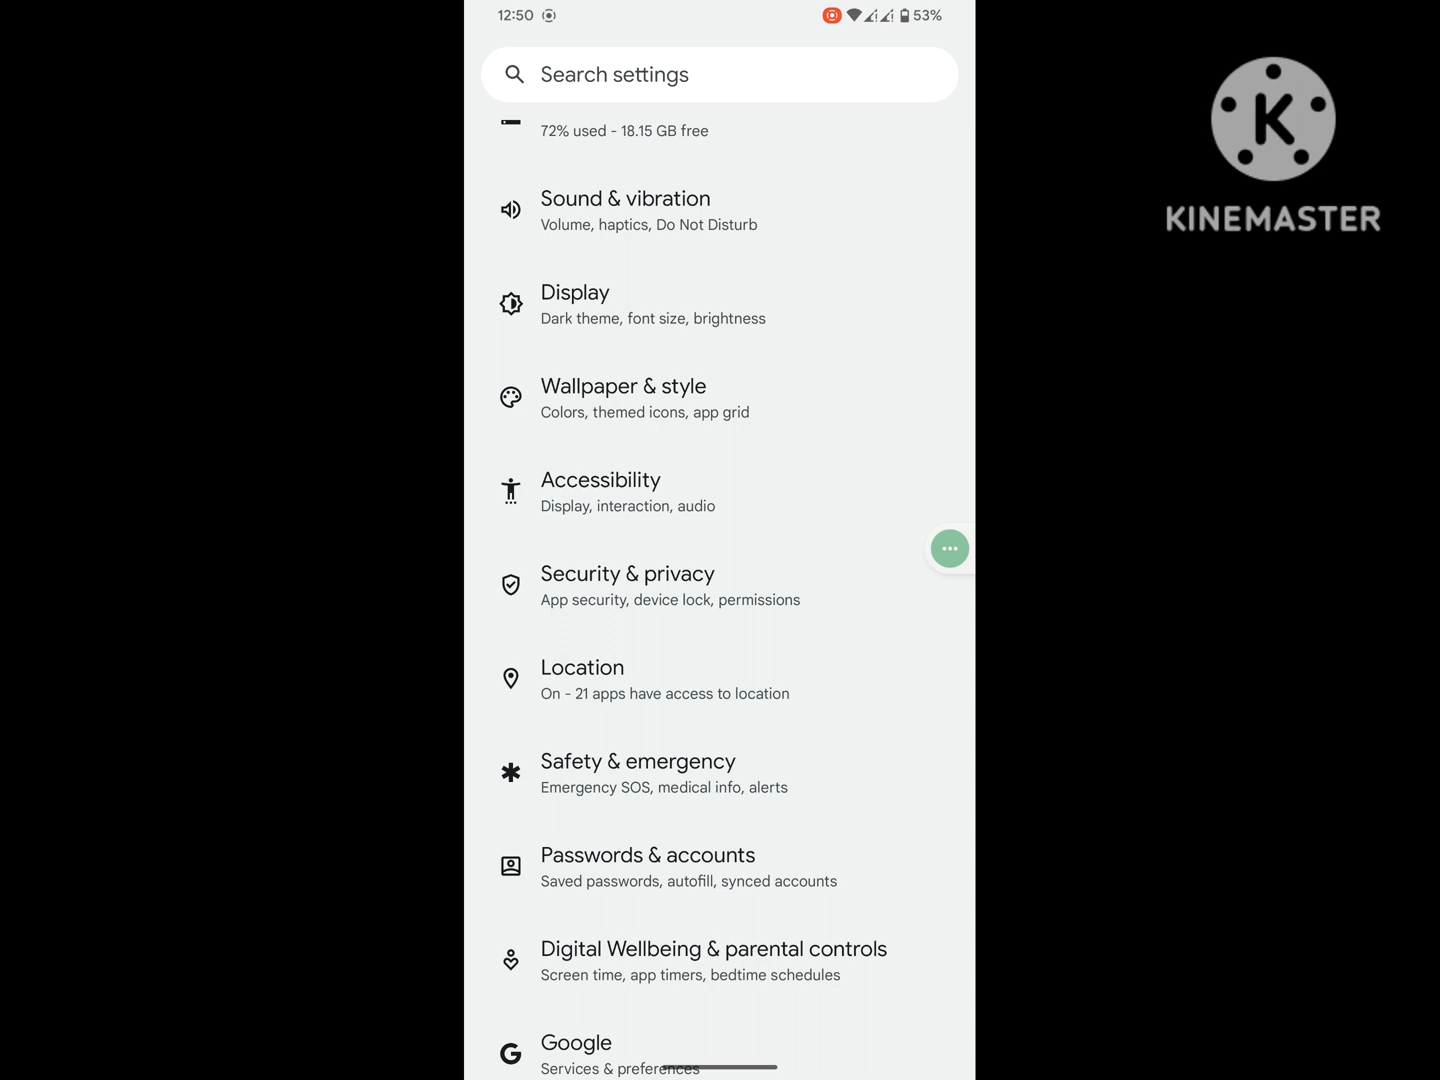 12:50
53%
Search settings
72% used - 18.15 GB free
Sound & vibration
Volume, haptics, Do Not Disturb
Display
Dark theme, font size, brightness
Wallpaper & style
Colors, themed icons, app grid
Accessibility
Display, interaction, audio
Security & privacy
App security, device lock, permissions
Location
On - 21 apps have access to location
Safety & emergency
Emergency SOS, medical info, alerts
Passwords & accounts
Saved passwords, autofill, synced accounts
Digital Wellbeing & parental controls
Screen time, app timers, bedtime schedules
Google
Services & preferences
K
KINEMASTER